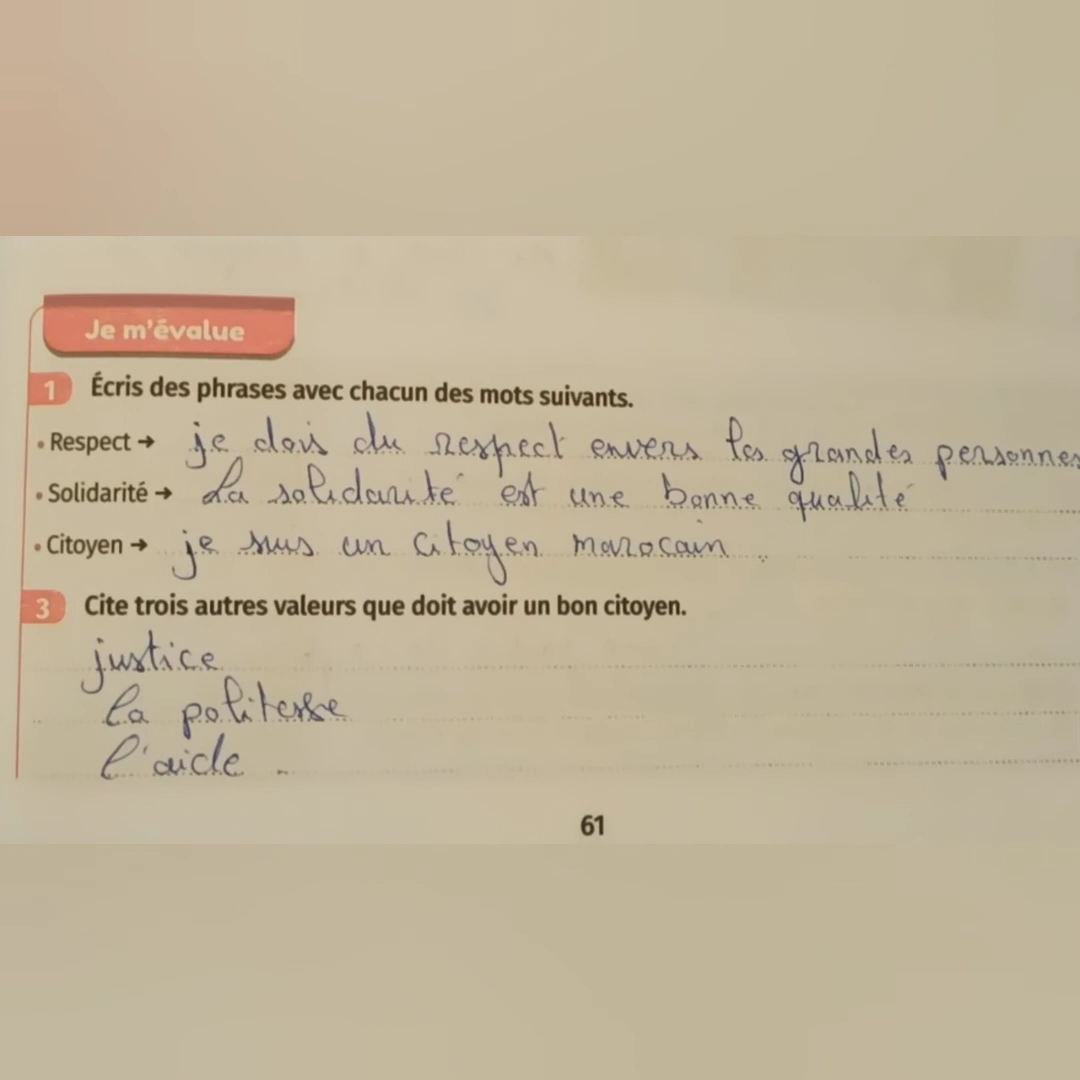 Je m'évalue
1 Écris des phrases avec chacun des mots suivants.
• Respect → je dois du respect envers les grandes personnes
• Solidarité → La solidarité est une bonne qualité
• Citoyen → je suis un citoyen marocain .
3 Cite trois autres valeurs que doit avoir un bon citoyen.
justice
la politesse
l'aide .
61